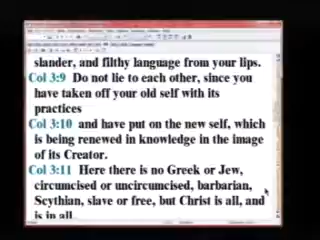 slander, and filthy language from your lips.
Col 3:9 Do not lie to each other, since you
have taken off your old self with its
practices
Col 3:10 and have put on the new self, which
is being renewed in knowledge in the image
of its Creator.
Col 3:11 Here there is no Greek or Jew,
circumcised or uncircumcised, barbarian,
Scythian, slave or free, but Christ is all, and
is in all.